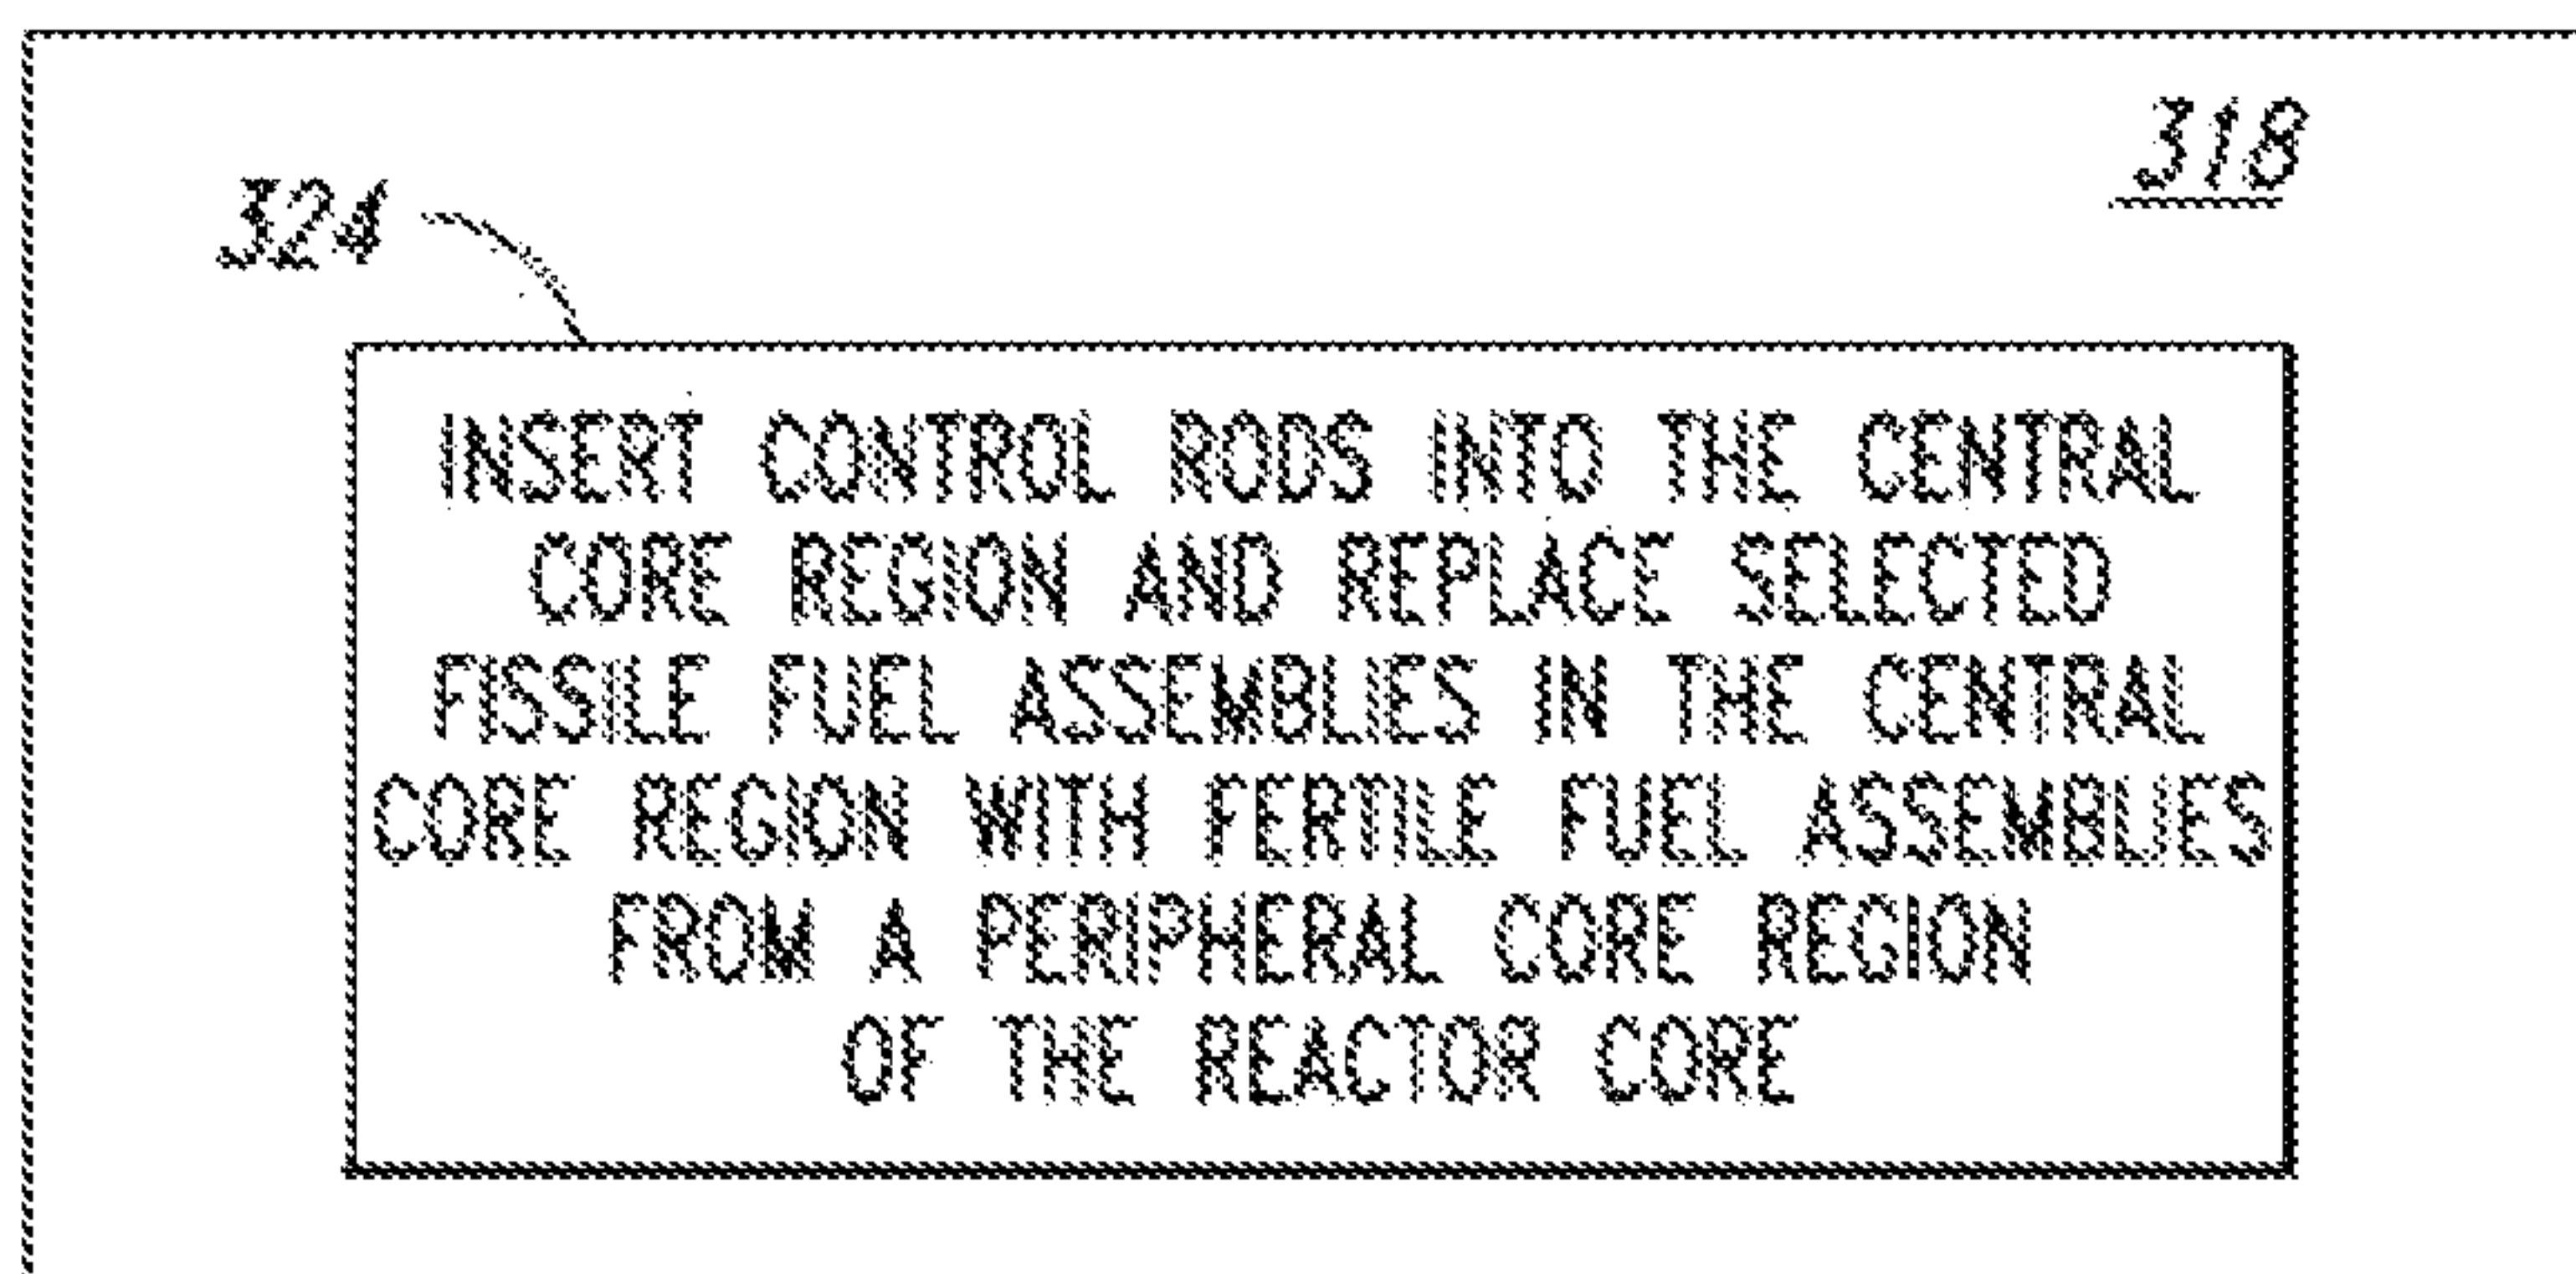 318
324
INSERT CONTROL RODS INTO THE CENTRAL
CORE REGION AND REPLACE SELECTED
FISSILE FUEL ASSEMBLIES IN THE CENTRAL
CORE REGION WITH FERTILE FUEL ASSEMBLIES
FROM A PERIPHERAL CORE REGION
OF THE REACTOR CORE